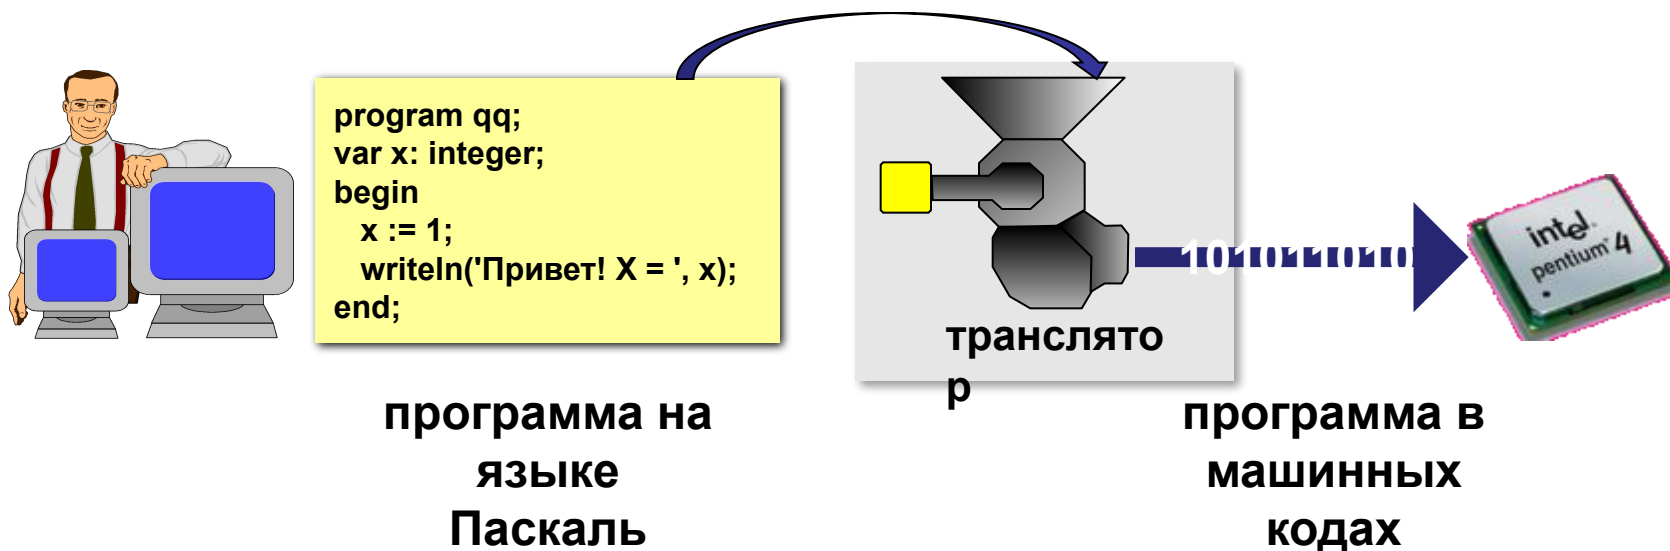 program qq;
var x: integer;
begin
x := 1;
writeln('Привет! X = ', x);
end;
транслято
р
1010110101
intel.
pentium 4
программа на
языке
Паскаль
программа в
машинных
кодах